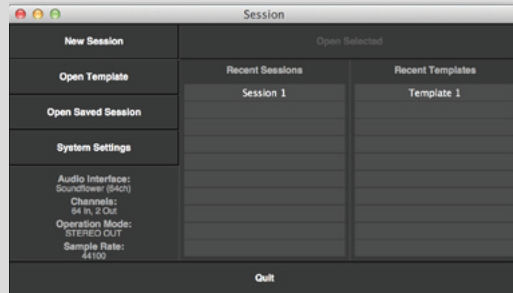 Session
New Session
Open Selected
Open Template
Recent Sessions
Recent Templates
Session 1
Template 1
Open Saved Session
System Settings
Audio Interface:
Soundflower (64ch)
Channels:
64 In, 2 Out
Operation Mode:
STEREO OUT
Sample Rate:
44100
Quit